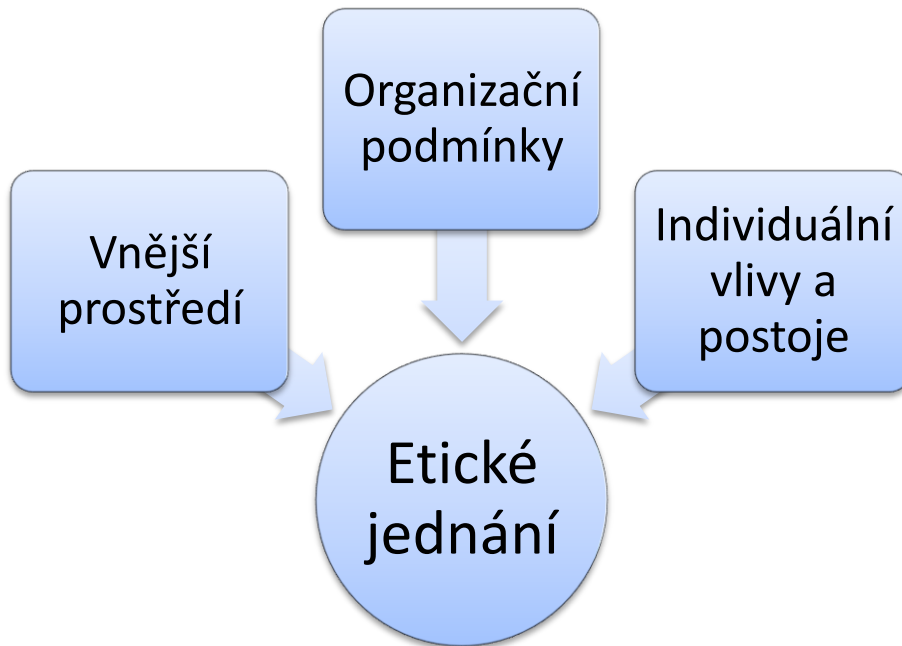 Organizační
podmínky
Vnější
prostředí
Individuální
vlivy a
postoje
Etické
jednání